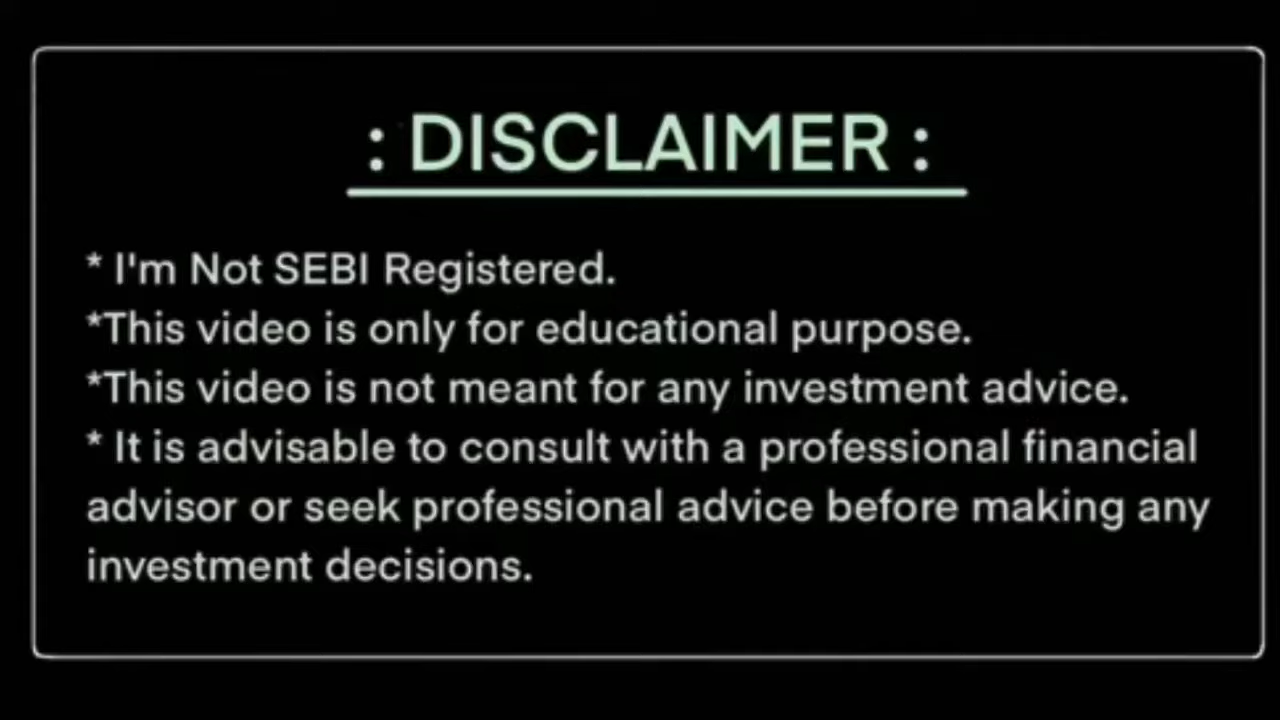 : DISCLAIMER :
* I'm Not SEBI Registered.
*This video is only for educational purpose.
*This video is not meant for any investment advice.
* It is advisable to consult with a professional financial
advisor or seek professional advice before making any
investment decisions.